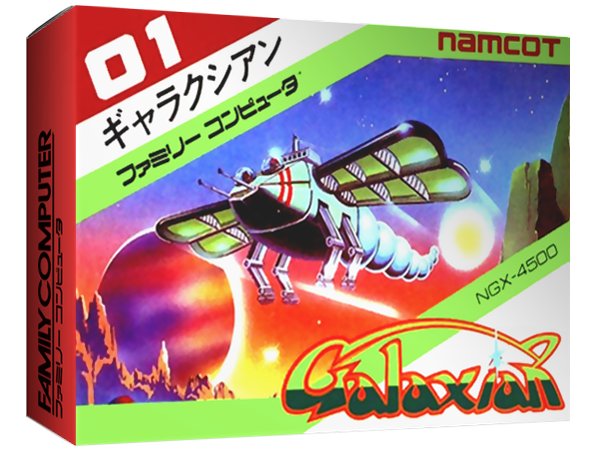 01
ギャラクシアン
ファミリー コンピュータ
namcoT
NGX-4500
Galaxian
FAMILY COMPUTER
ファミリー コンピュータ